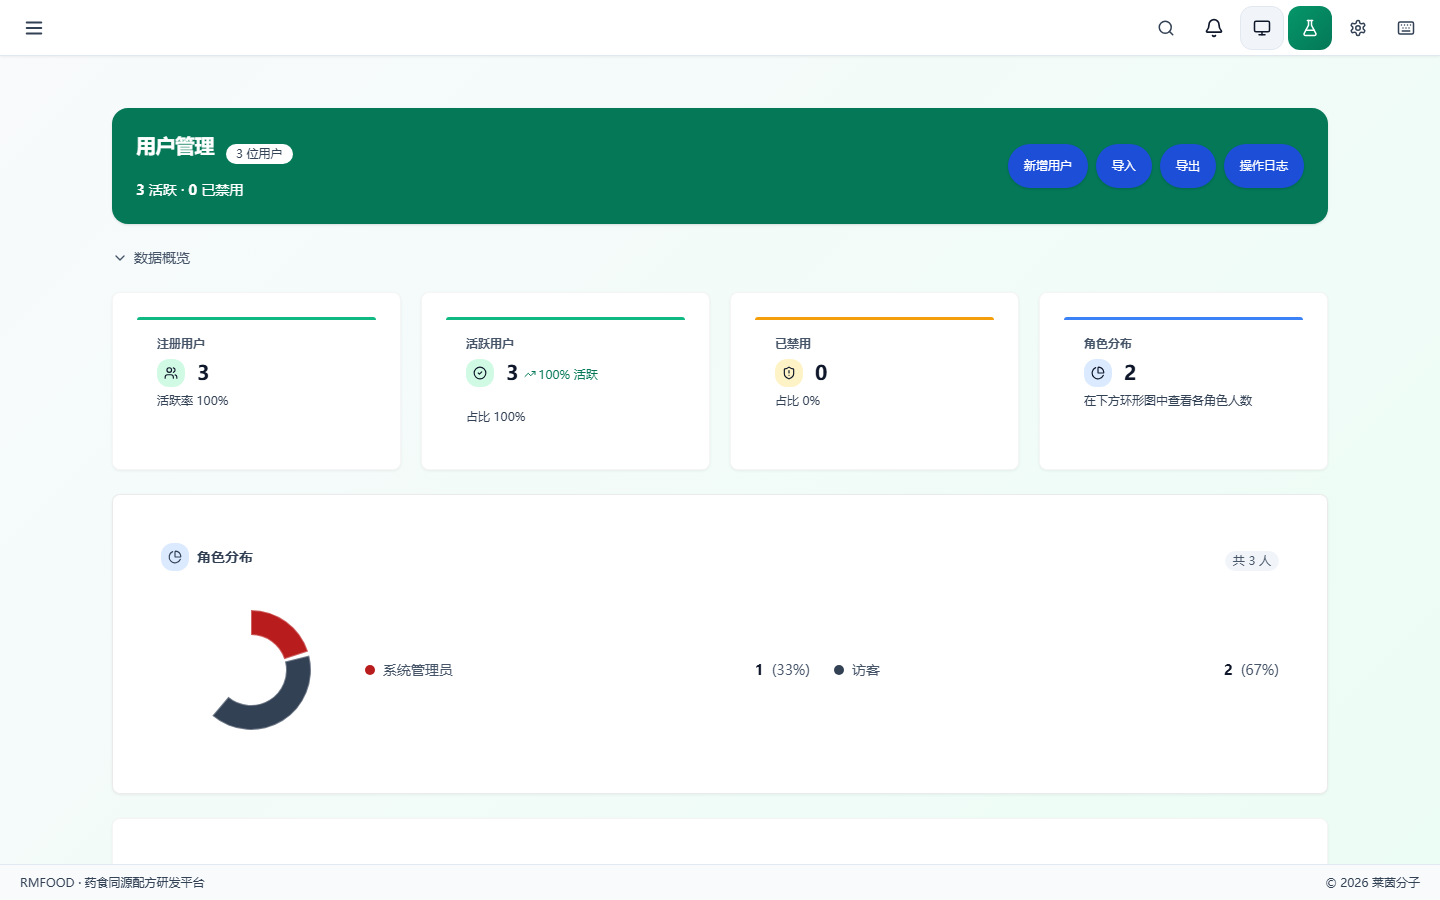 用户管理
3 位用户
3 活跃 · 0 已禁用
新增用户
导入
导出
操作日志
数据概览
注册用户
3
活跃率 100%
活跃用户
3
100% 活跃
占比 100%
已禁用
0
占比 0%
角色分布
2
在下方环形图中查看各角色人数
角色分布
共 3 人
系统管理员
1 (33%)
访客
2 (67%)
RMFOOD · 药食同源配方研发平台
© 2026 莱茵分子